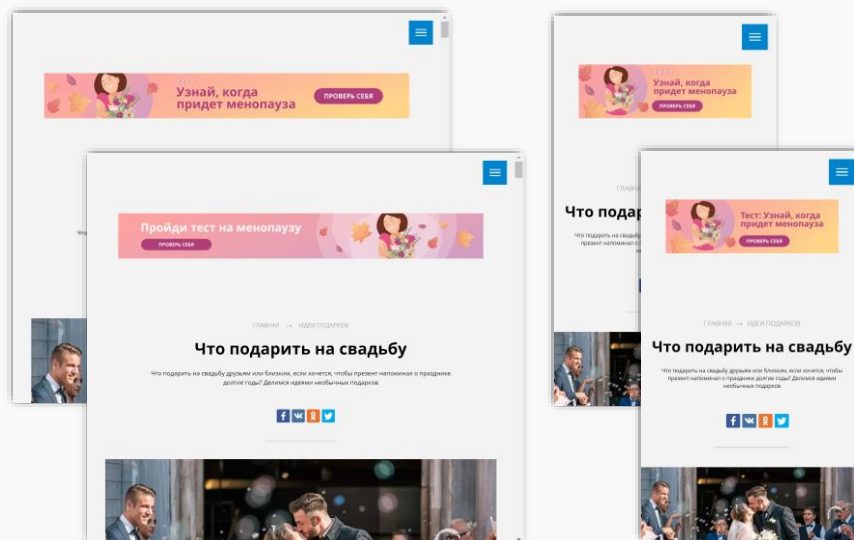 Узнай, когда
придет менопауза
ПРОВЕРЬ СЕБЯ
Пройди тест на менопаузу
ПРОВЕРЬ СЕБЯ
ГЛАВНАЯ → ИДЕИ ПОДАРКОВ
Что подарить на свадьбу
Что подарить на свадьбу друзьям или близким, если хочется, чтобы презент напоминал о празднике
долгие годы? Делимся идеями необычных подарков
Узнай, когда
придет менопауза
ПРОВЕРЬ СЕБЯ
Что подар
Что подарить на свадьбу
Тест: Узнай, когда
придет менопауза
ПРОВЕРЬ СЕБЯ
ГЛАВНАЯ → ИДЕИ ПОДАРКОВ
Что подарить на свадьбу
Что подарить на свадьбу друзьям или близким, если хочется, чтобы
презент напоминал о празднике долгие годы? Делимся идеями
необычных подарков